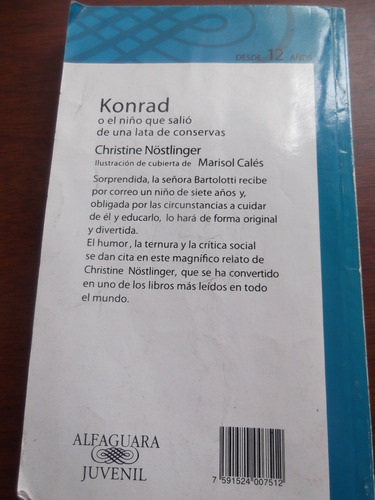 DESDE 12 AÑOS
Konrad
o el niño que salió
de una lata de conservas
Christine Nöstlinger
Ilustración de cubierta de Marisol Calés
Sorprendida, la señora Bartolotti recibe
por correo un niño de siete años y,
obligada por las circunstancias a cuidar
de él y educarlo, lo hará de forma original
y divertida.
El humor, la ternura y la crítica social
se dan cita en este magnífico relato de
Christine Nöstlinger, que se ha convertido
en uno de los libros más leídos en todo
el mundo.
ALFAGUARA
JUVENIL
7 591524 007512